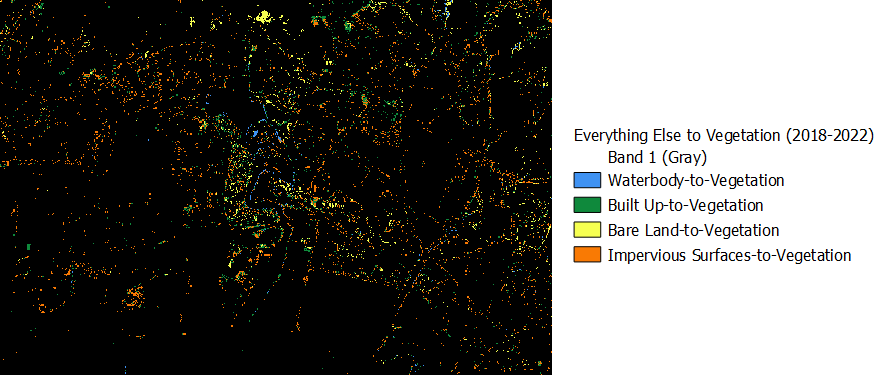 Everything Else to Vegetation (2018-2022)
Band 1 (Gray)
Waterbody-to-Vegetation
Built Up-to-Vegetation
Bare Land-to-Vegetation
Impervious Surfaces-to-Vegetation